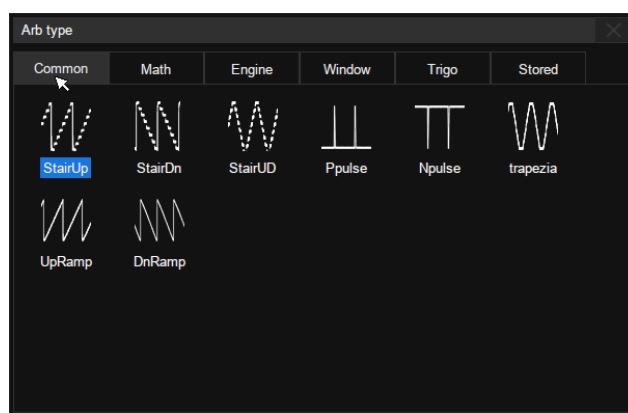 Arb type
Common Math Engine Window Trigo Stored
StairUp StairDn StairUD Ppulse Npulse trapezia
UpRamp DnRamp